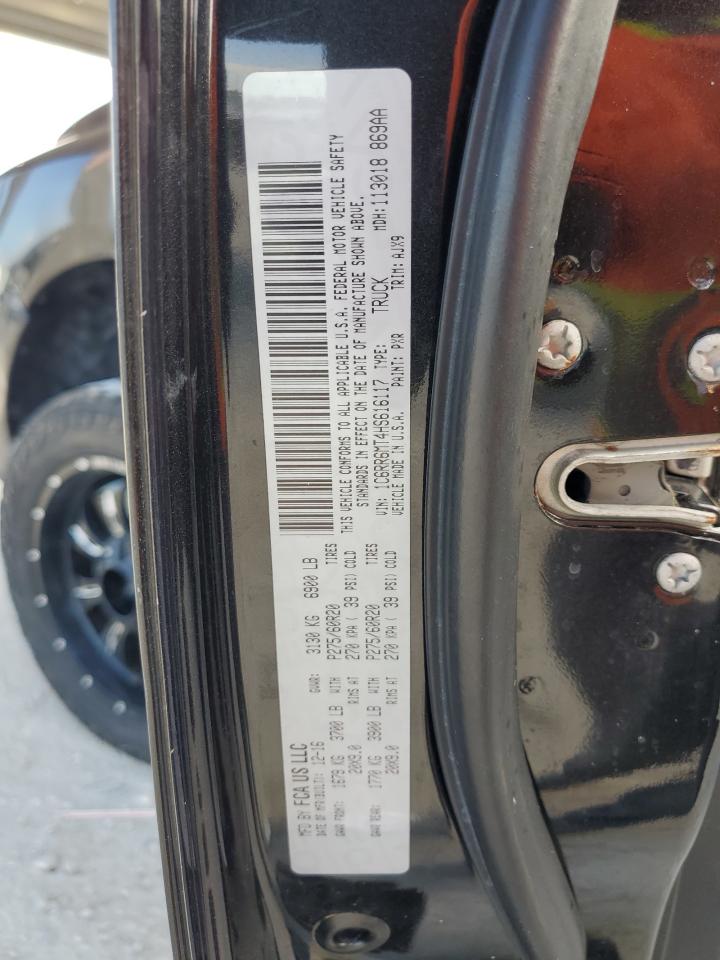 MFD BY FCA US LLC
DATE OF MFR(BUILT): 12-16 GVWR: 3130 KG 6900 LB
GAWR FRONT: 1679 KG 3700 LB WITH P275/60R20 TIRES
20X9.0 RIMS AT 270 KPA ( 39 PSI) COLD
GAWR REAR: 1770 KG 3900 LB WITH P275/60R20 TIRES
20X9.0 RIMS AT 270 KPA ( 39 PSI) COLD
THIS VEHICLE CONFORMS TO ALL APPLICABLE U.S.A. FEDERAL MOTOR VEHICLE SAFETY
STANDARDS IN EFFECT ON THE DATE OF MANUFACTURE SHOWN ABOVE.
VIN: 1C6RR6MT4HS616117 TYPE: TRUCK MDH: 113018 869AA
VEHICLE MADE IN U.S.A. PAINT: PXR TRIM: AJX9